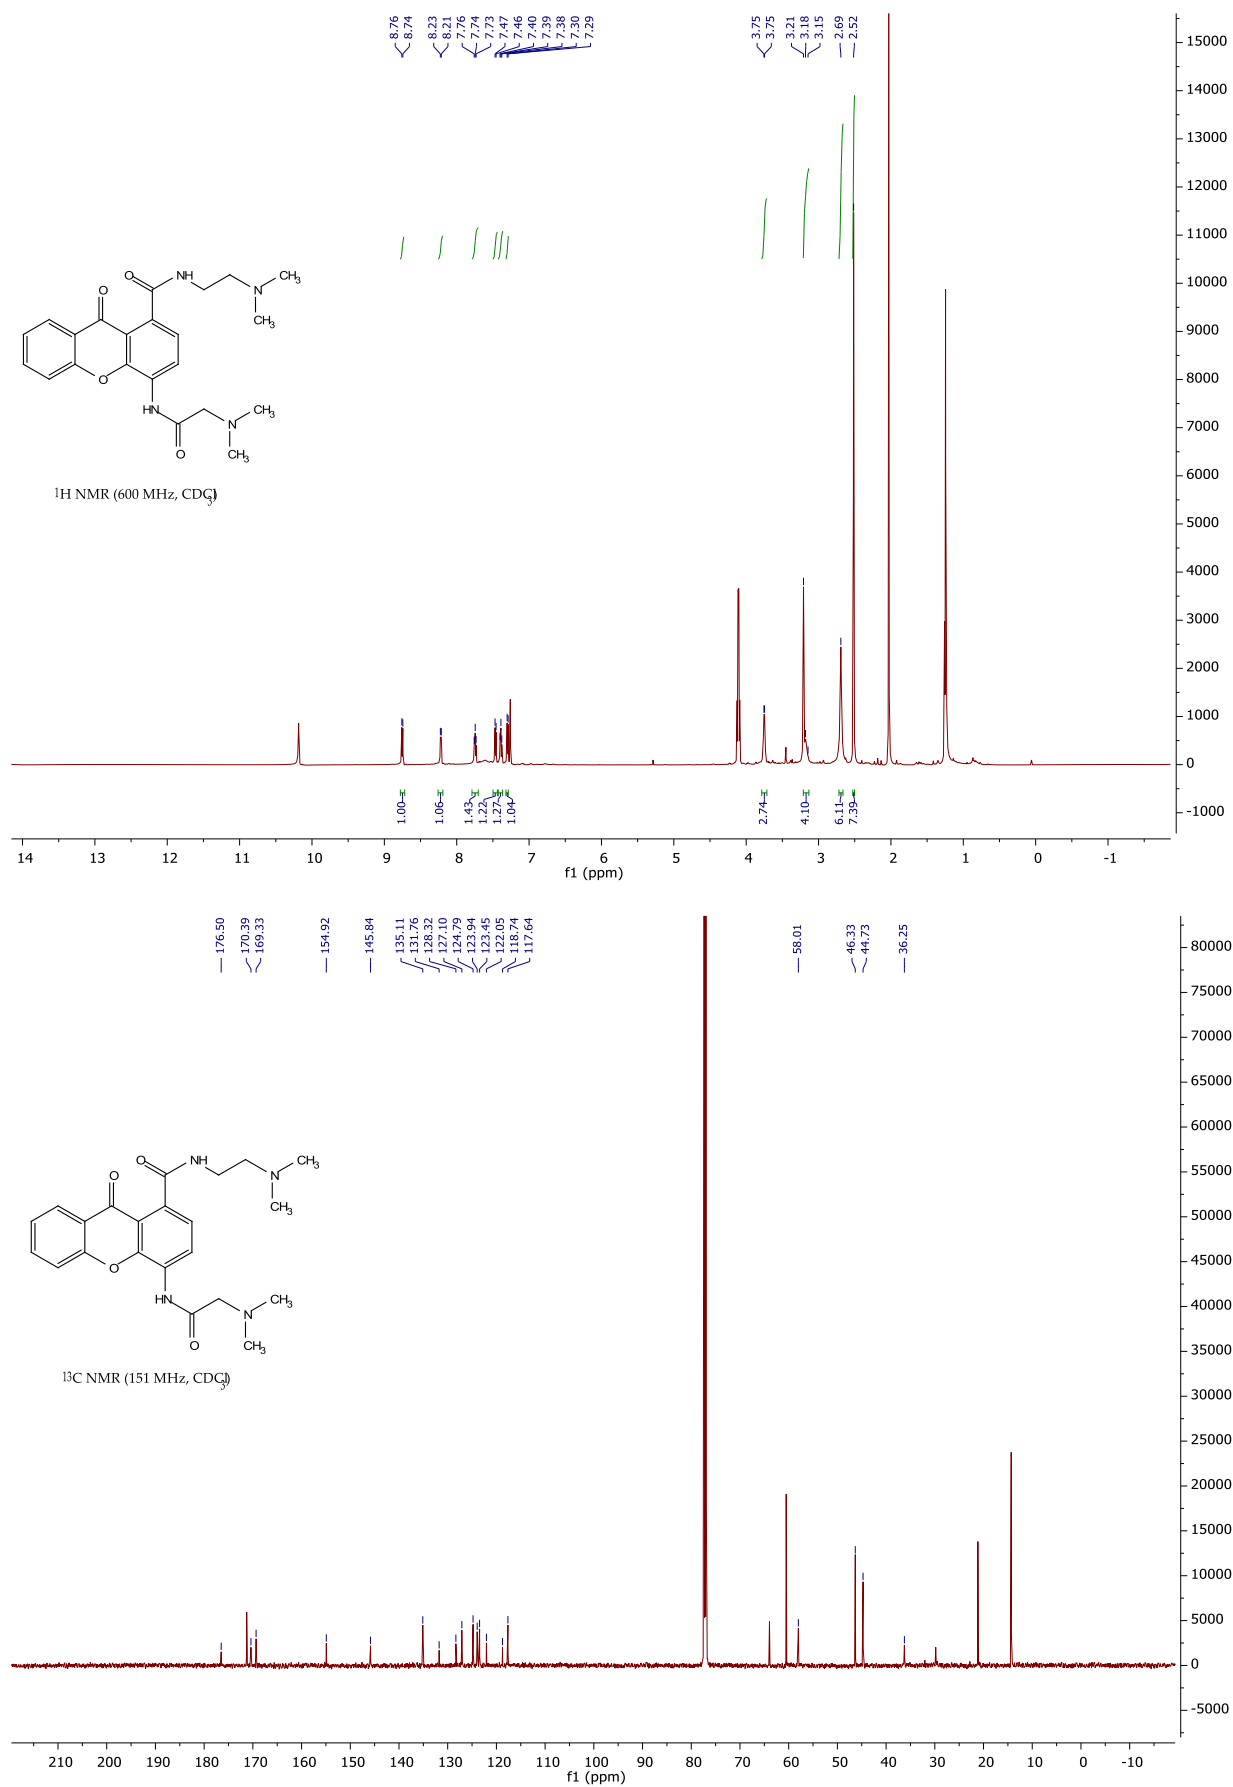 8.76
8.74
8.23
8.21
7.76
7.74
7.73
7.47
7.46
7.40
7.39
7.38
7.30
7.29
3.75
3.75
3.21
3.18
3.15
2.69
2.52
15000
14000
13000
12000
11000
10000
9000
8000
7000
6000
5000
4000
3000
2000
1000
0
-1000
O
NH
N
CH3
CH3
O
O
HN
O
N
CH3
CH3
1H NMR (600 MHz, CDCl3)
1.00
1.06
1.43
1.22
1.27
1.04
2.74
4.10
6.11
7.39
14 13 12 11 10 9 8 7 6 5 4 3 2 1 0 -1
f1 (ppm)
176.50
170.39
169.33
154.92
145.84
135.11
131.76
128.32
127.10
124.79
123.94
123.45
122.05
118.74
117.64
58.01
46.33
44.73
36.25
80000
75000
70000
65000
60000
55000
50000
45000
40000
35000
30000
25000
20000
15000
10000
5000
0
-5000
O
NH
N
CH3
CH3
O
O
HN
O
N
CH3
CH3
13C NMR (151 MHz, CDCl3)
210 200 190 180 170 160 150 140 130 120 110 100 90 80 70 60 50 40 30 20 10 0 -10
f1 (ppm)